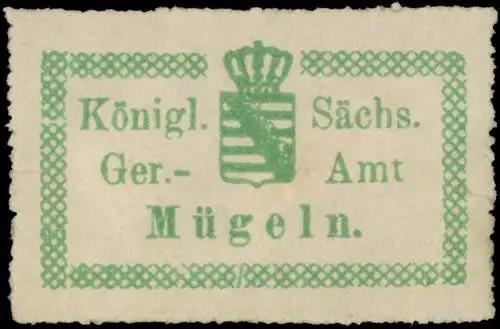 Königl. Sächs.
Ger.- Amt
Mügeln.